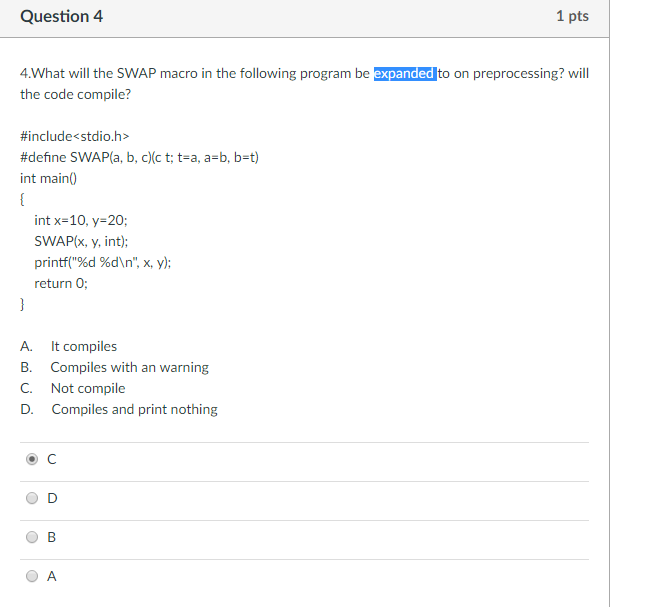 Question 4 1 pts
4.What will the SWAP macro in the following program be expanded to on preprocessing? will
the code compile?
#include<stdio.h>
#define SWAP(a, b, c)(c t; t=a, a=b, b=t)
int main()
{
int x=10, y=20;
SWAP(x, y, int);
printf("%d %d\n", x, y);
return 0;
}
A. It compiles
B. Compiles with an warning
C. Not compile
D. Compiles and print nothing
C
D
B
A